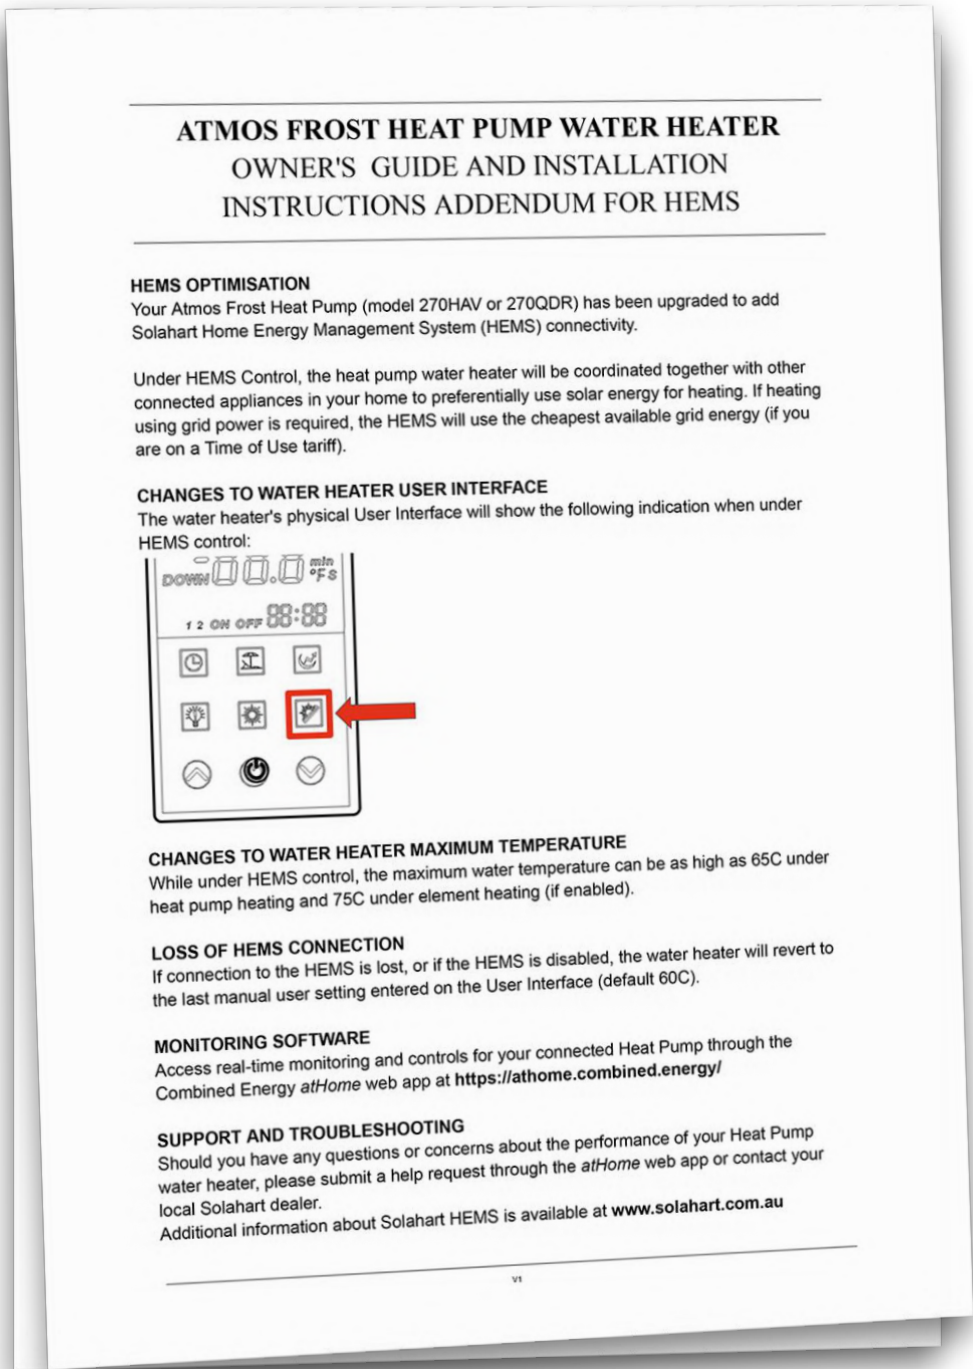 ATMOS FROST HEAT PUMP WATER HEATER
OWNER'S GUIDE AND INSTALLATION
INSTRUCTIONS ADDENDUM FOR HEMS
HEMS OPTIMISATION
Your Atmos Frost Heat Pump (model 270HAV or 270QDR) has been upgraded to add
Solahart Home Energy Management System (HEMS) connectivity.
Under HEMS Control, the heat pump water heater will be coordinated together with other
connected appliances in your home to preferentially use solar energy for heating. If heating
using grid power is required, the HEMS will use the cheapest available grid energy (if you
are on a Time of Use tariff).
CHANGES TO WATER HEATER USER INTERFACE
The water heater's physical User Interface will show the following indication when under
HEMS control:
min
DOWN 00.0 °F s
1 2 ON OFF 88:88
CHANGES TO WATER HEATER MAXIMUM TEMPERATURE
While under HEMS control, the maximum water temperature can be as high as 65C under
heat pump heating and 75C under element heating (if enabled).
LOSS OF HEMS CONNECTION
If connection to the HEMS is lost, or if the HEMS is disabled, the water heater will revert to
the last manual user setting entered on the User Interface (default 60C).
MONITORING SOFTWARE
Access real-time monitoring and controls for your connected Heat Pump through the
Combined Energy atHome web app at https://athome.combined.energy/
SUPPORT AND TROUBLESHOOTING
Should you have any questions or concerns about the performance of your Heat Pump
water heater, please submit a help request through the atHome web app or contact your
local Solahart dealer.
Additional information about Solahart HEMS is available at www.solahart.com.au
V1